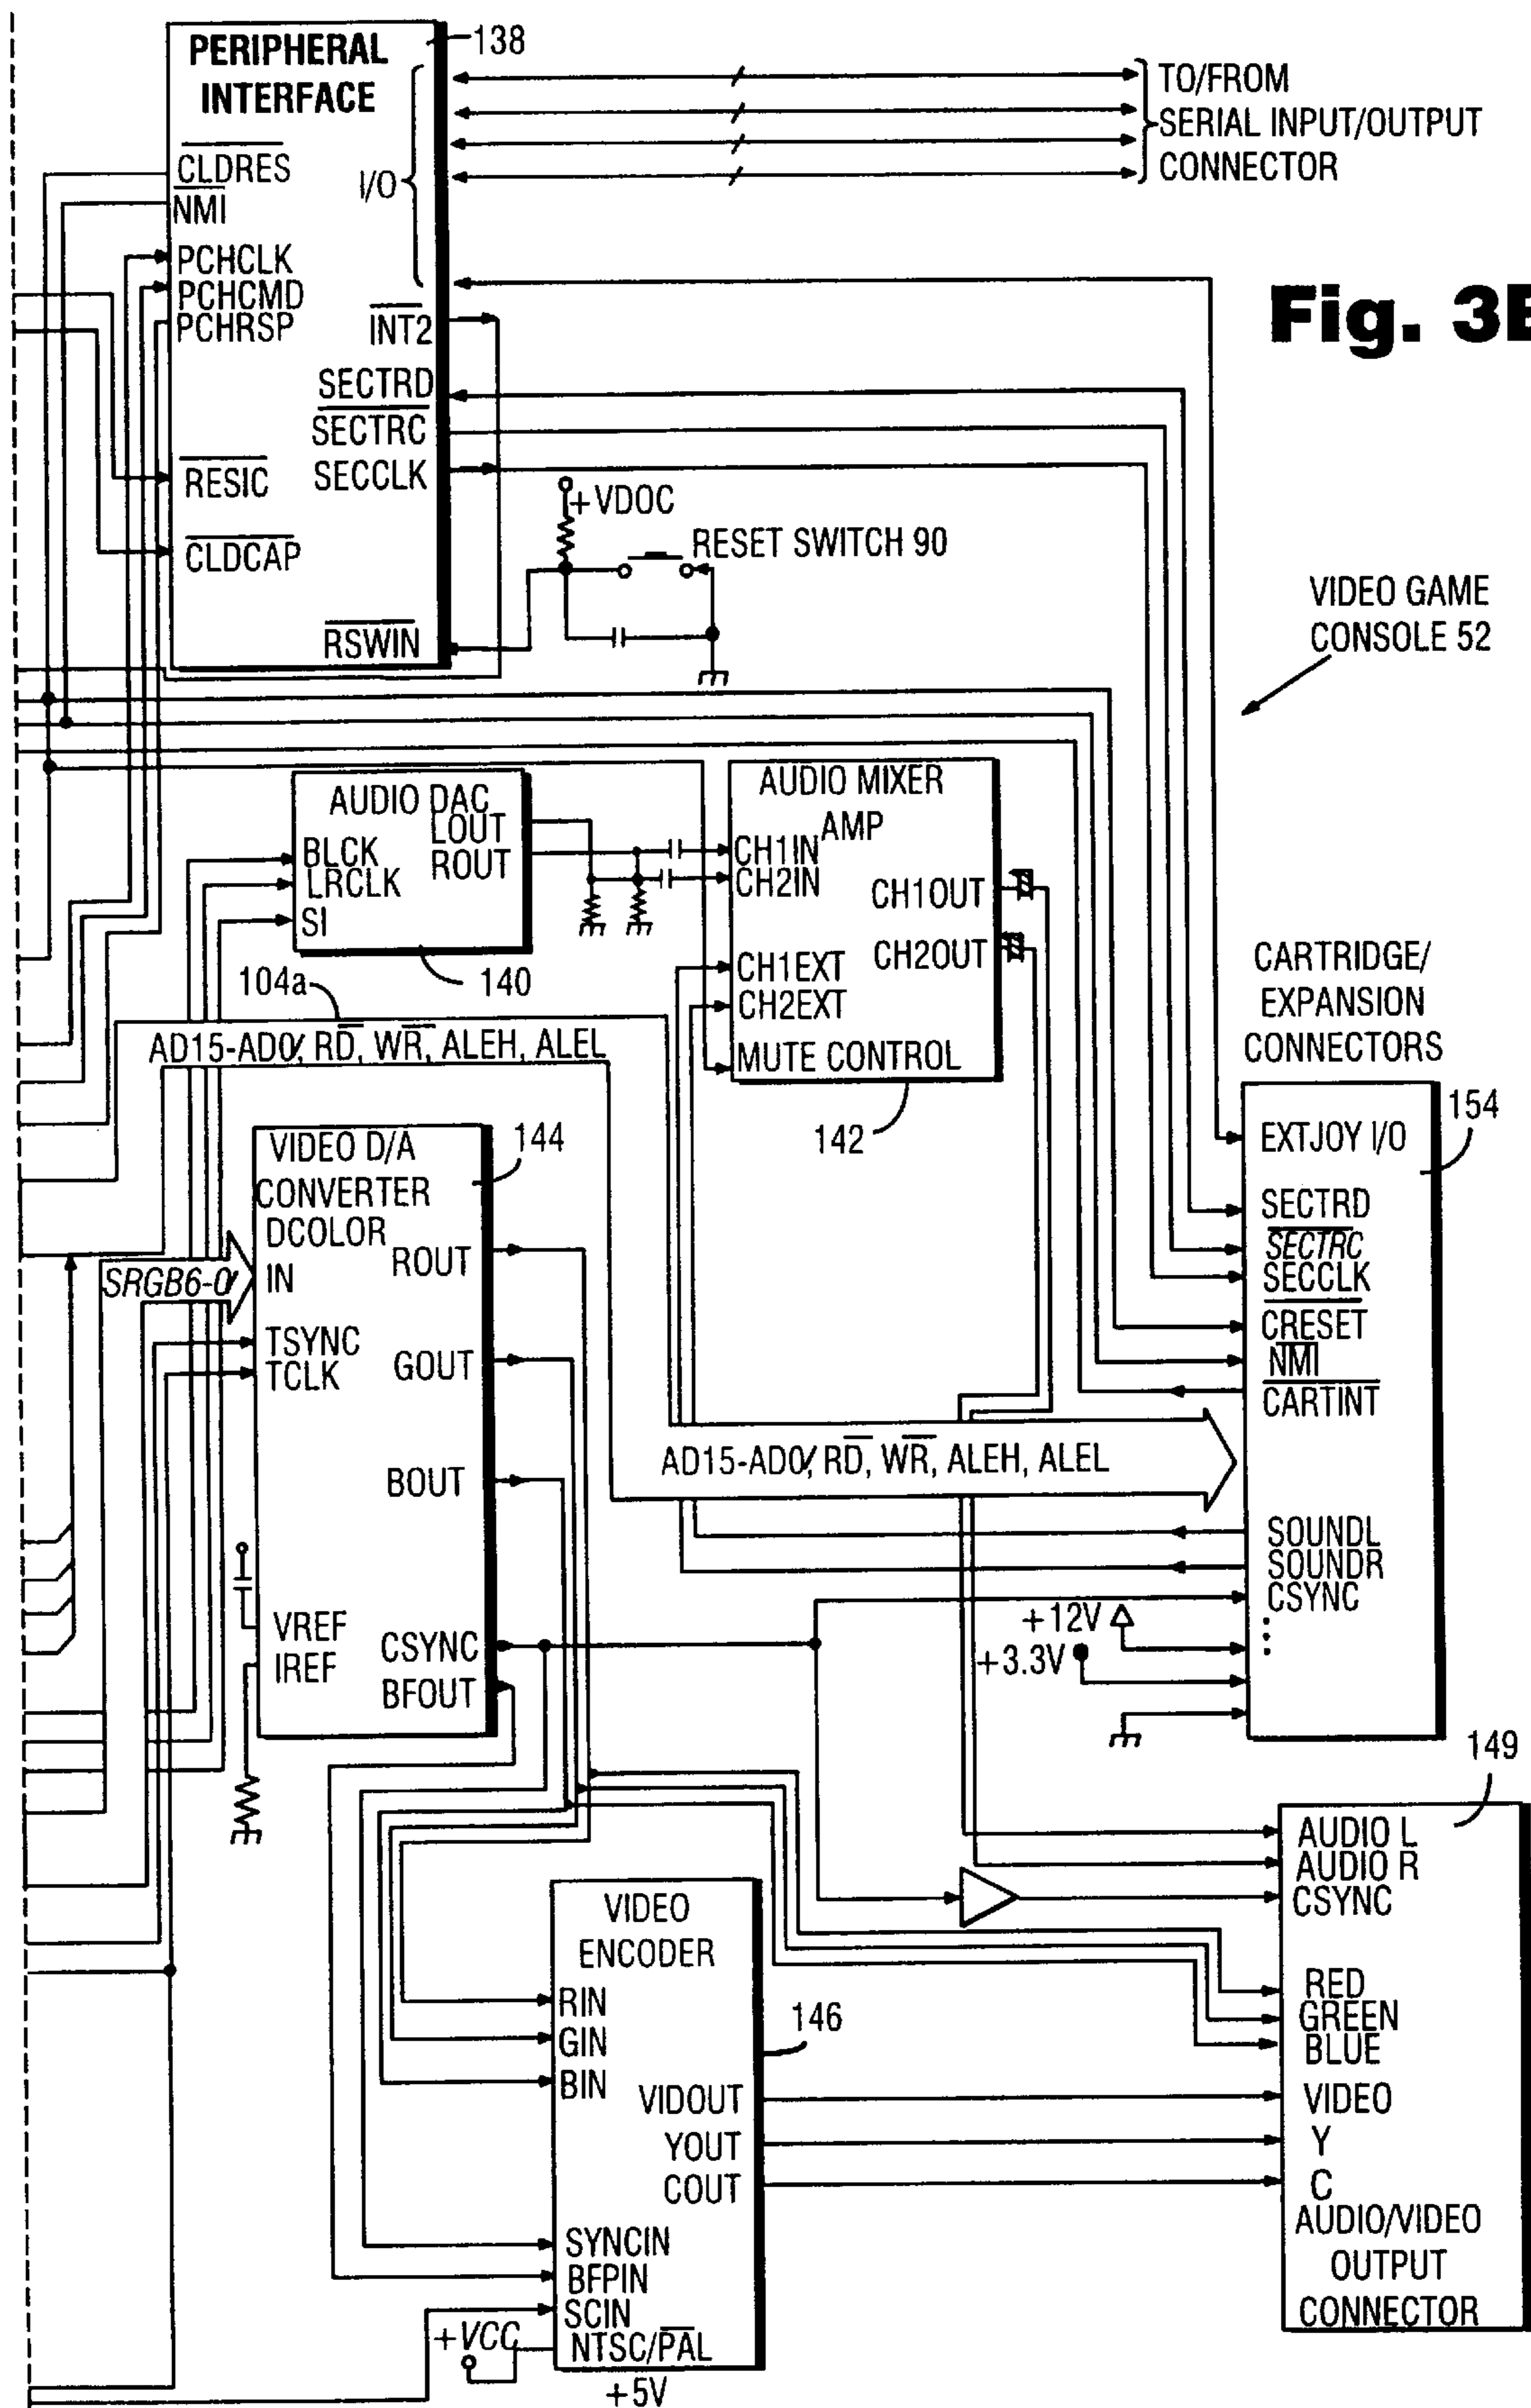 PERIPHERAL
INTERFACE
138
TO/FROM
SERIAL INPUT/OUTPUT
CONNECTOR
I/O
CLDRES
NMI
PCHCLK
PCHCMD
PCHRSP
INT2
SECTRD
SECTRC
SECCLK
RESIC
CLDCAP
RSWIN
Fig. 3B
+VDOC
RESET SWITCH 90
VIDEO GAME
CONSOLE 52
AUDIO DAC
LOUT
ROUT
BLCK
LRCLK
SI
140
AUDIO MIXER
AMP
CH1IN
CH2IN
CH1OUT
CH2OUT
CH1EXT
CH2EXT
MUTE CONTROL
142
104a
AD15-AD0, RD, WR, ALEH, ALEL
CARTRIDGE/
EXPANSION
CONNECTORS
154
EXTJOY I/O
SECTRD
SECTRC
SECCLK
CRESET
NMI
CARTINT
AD15-AD0, RD, WR, ALEH, ALEL
SOUNDL
SOUNDR
CSYNC
+12V
+3.3V
VIDEO D/A
CONVERTER
144
DCOLOR
IN
SRGB6-0
ROUT
TSYNC
TCLK
GOUT
BOUT
VREF
IREF
CSYNC
BFOUT
149
AUDIO L
AUDIO R
CSYNC
RED
GREEN
BLUE
VIDEO
Y
C
AUDIO/VIDEO
OUTPUT
CONNECTOR
VIDEO
ENCODER
146
RIN
GIN
BIN
VIDOUT
YOUT
COUT
SYNCIN
BFPIN
SCIN
NTSC/PAL
+VCC
+5V